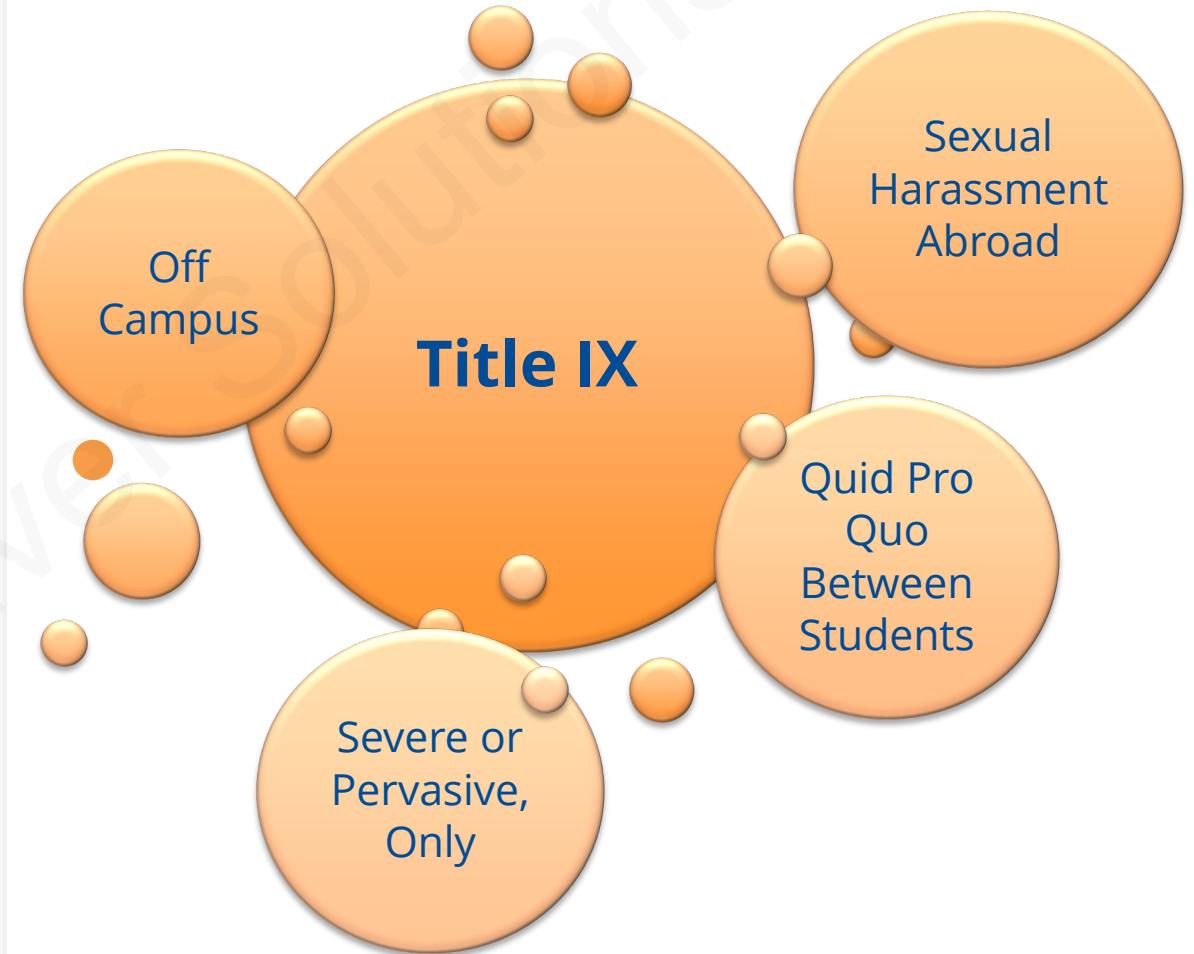 Sexual
Harassment
Abroad
Off
Campus
Title IX
Quid Pro
Quo
Between
Students
Severe or
Pervasive,
Only